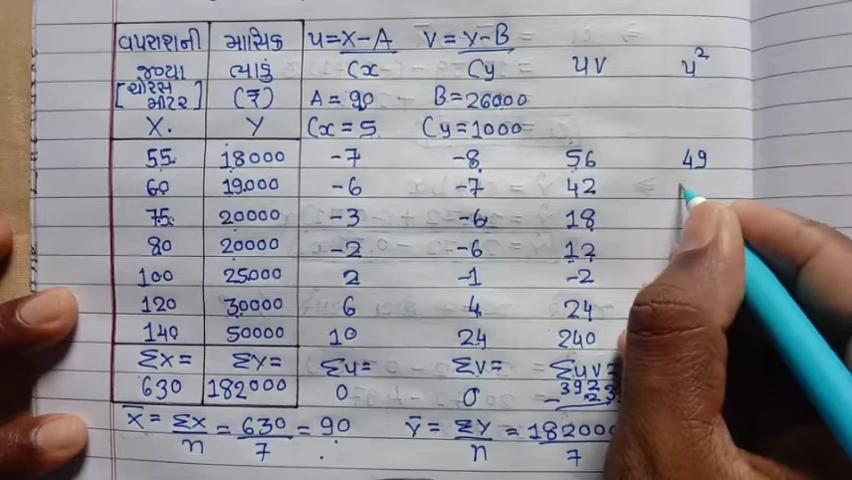 વપરાશની માસિક u=X-A V=Y-B
જગ્યા ભાડું Cx Cy uv u²
[ચોરસ મીટર] (₹) A=90 B=26000
X. Y Cx=5 Cy=1000
55 18000 -7 -8 56 49
60 19000 -6 -7 42
75 20000 -3 -6 18
80 20000 -2 -6 12
100 25000 2 -1 -2
120 30000 6 4 24
140 50000 10 24 240
ΣX= ΣY= Σu= ΣV= Σuv=
630 182000 0 0 392
x̄ = ΣX/n = 630/7 = 90 ȳ = ΣY/n = 182000/7